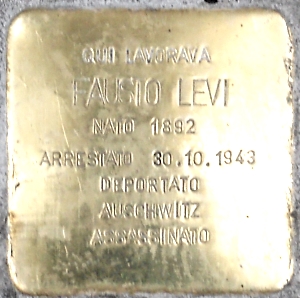 QUI LAVORAVA
FAUSTO LEVI
NATO 1892
ARRESTATO 30.10.1943
DEPORTATO
AUSCHWITZ
ASSASSINATO